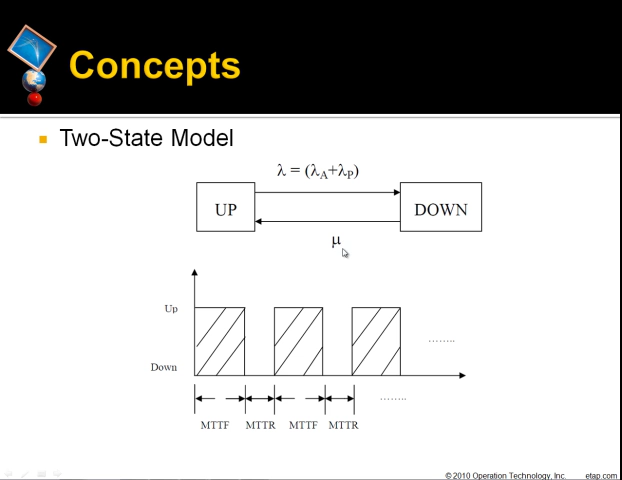 Concepts
Two-State Model
λ = (λA+λP)
UP
DOWN
μ
Up
........
Down
........
MTTF MTTR MTTF MTTR
© 2010 Operation Technology, Inc. etap.com